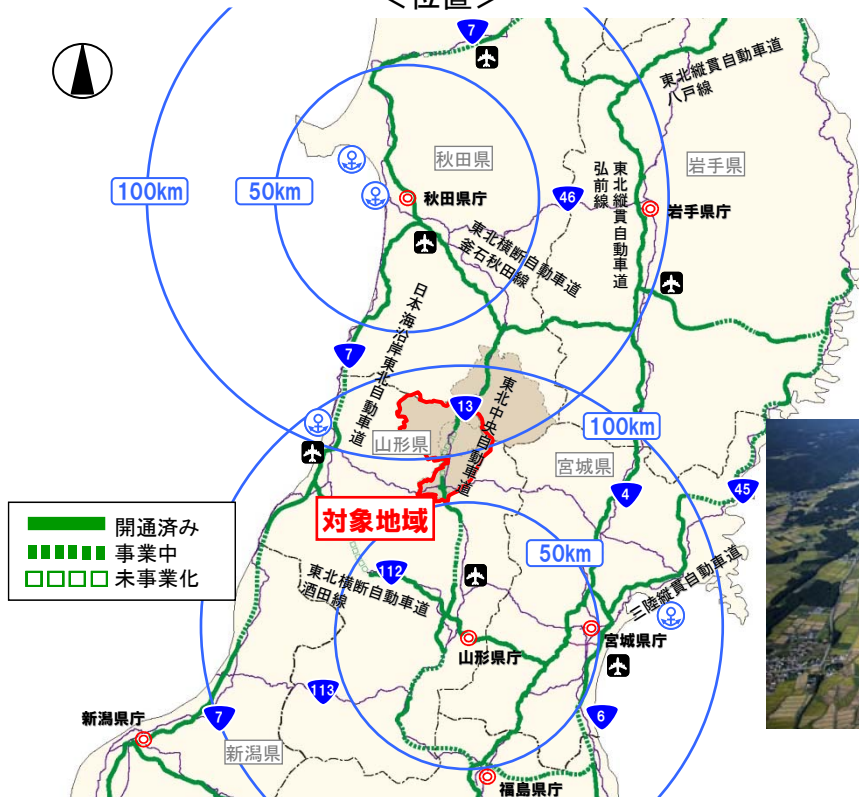 <位置>
7
東北縦貫自動車道
八戸線
秋田県
岩手県
100km
50km
秋田県庁
46
東北縦貫自動車道
弘前線
岩手県庁
東北横断自動車道
釜石秋田線
日本海沿岸東北自動車道
7
13
東北中央自動車道
100km
山形県
宮城県
4
45
対象地域
開通済み
事業中
未事業化
50km
112
東北横断自動車道
酒田線
三陸縦貫自動車道
山形県庁
宮城県庁
113
新潟県庁
7
6
新潟県
福島県庁